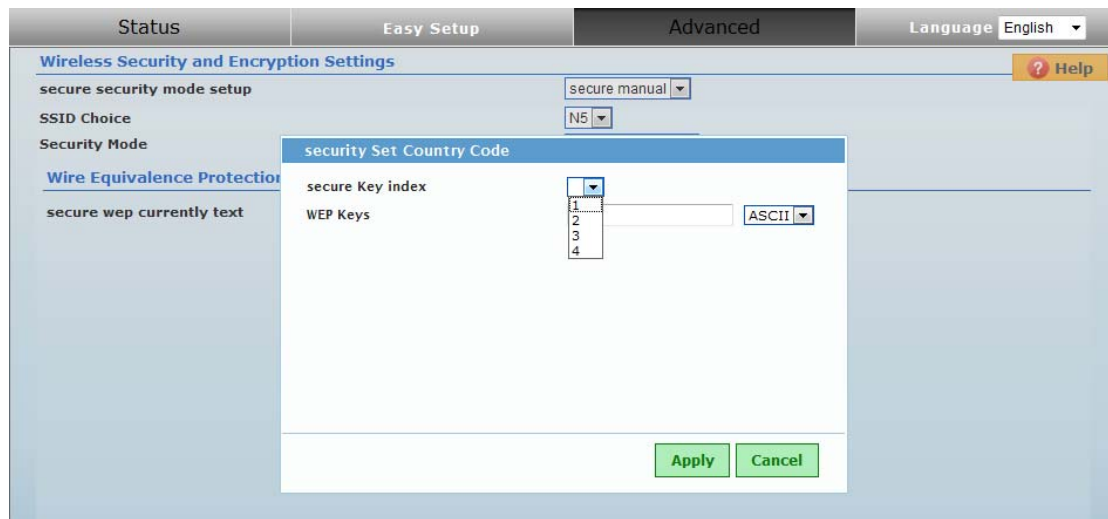 Status Easy Setup Advanced Language English
Wireless Security and Encryption Settings
? Help
secure security mode setup secure manual
SSID Choice N5
Security Mode
security Set Country Code
Wire Equivalence Protection
secure Key index
1
secure wep currently text
WEP Keys ASCII
2
3
4
Apply Cancel